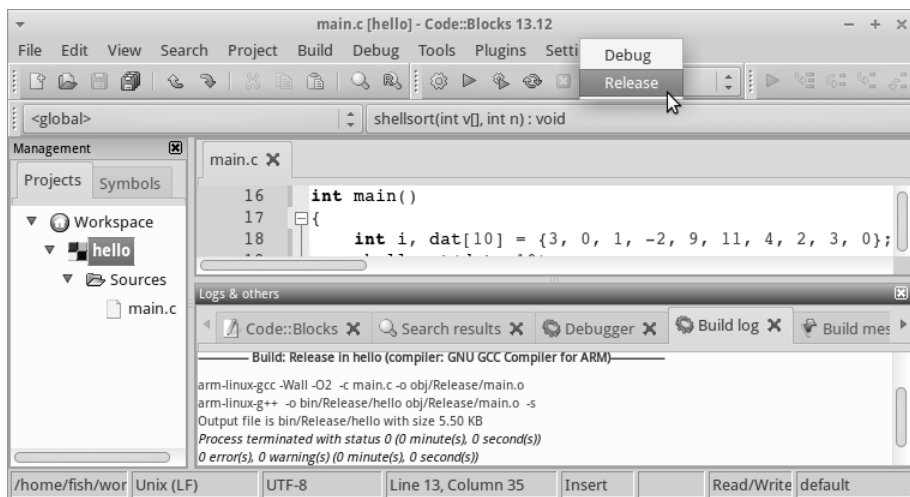 main.c [hello] - Code::Blocks 13.12
File Edit View Search Project Build Debug Tools Plugins Setti
Debug
Release
<global>
shellsort(int v[], int n) : void
Management
Projects Symbols
Workspace
hello
Sources
main.c
main.c
16 int main()
17 {
18 int i, dat[10] = {3, 0, 1, -2, 9, 11, 4, 2, 3, 0};
Logs & others
Code::Blocks Search results Debugger Build log Build mes
Build: Release in hello (compiler: GNU GCC Compiler for ARM)
arm-linux-gcc -Wall -O2 -c main.c -o obj/Release/main.o
arm-linux-g++ -o bin/Release/hello obj/Release/main.o -s
Output file is bin/Release/hello with size 5.50 KB
Process terminated with status 0 (0 minute(s), 0 second(s))
0 error(s), 0 warning(s) (0 minute(s), 0 second(s))
/home/fish/wor Unix (LF) UTF-8 Line 13, Column 35 Insert Read/Write default